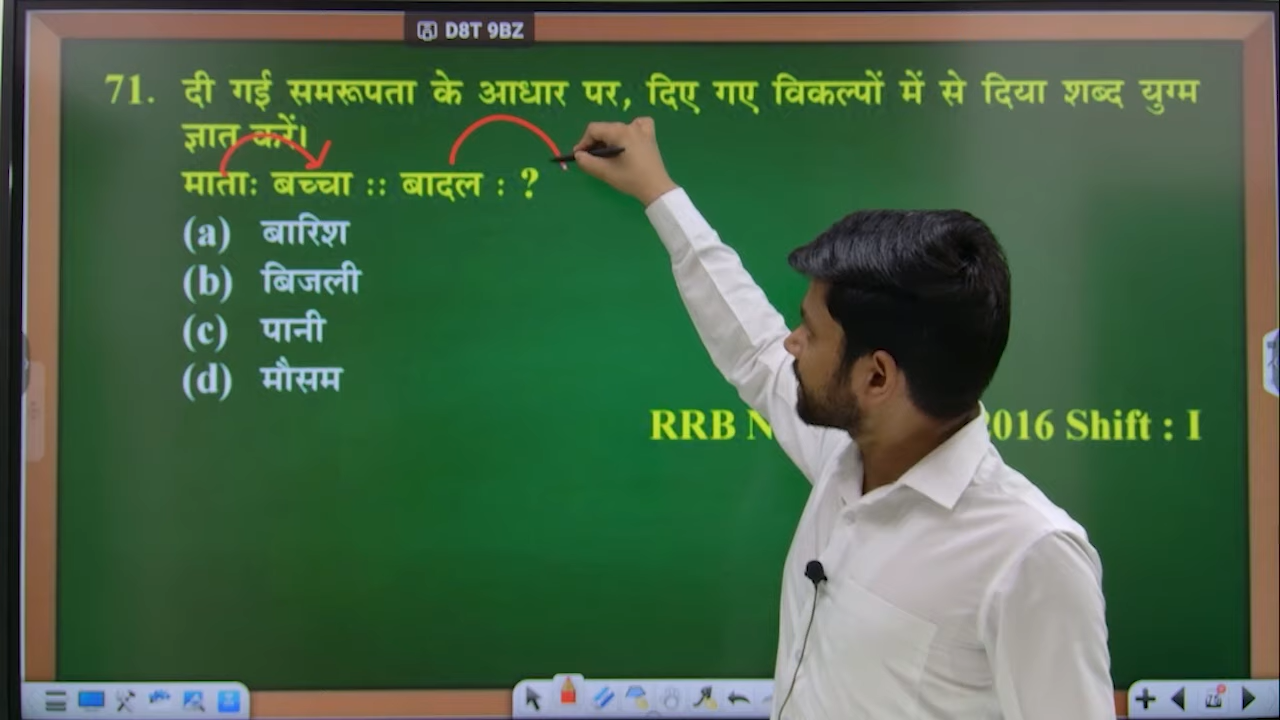 D8T 9BZ
71. दी गई समरूपता के आधार पर, दिए गए विकल्पों में से दिया शब्द युग्म
ज्ञात करें।
माताः बच्चा :: बादल : ?
(a) बारिश
(b) बिजली
(c) पानी
(d) मौसम
RRB 2016 Shift : I